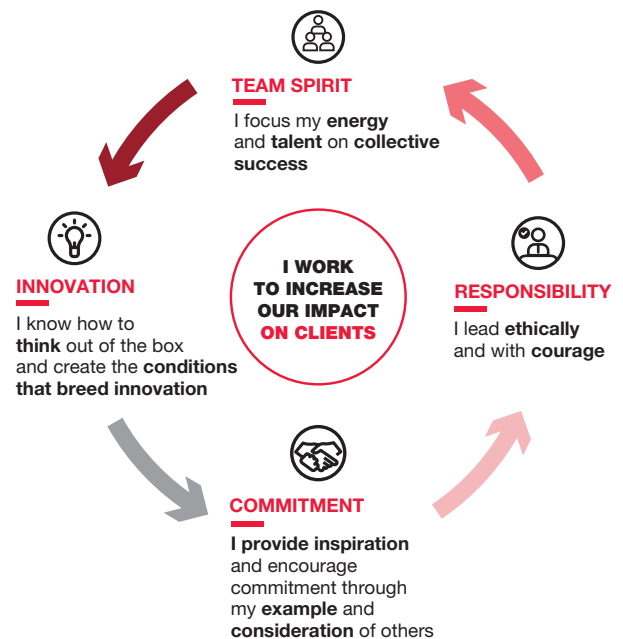 TEAM SPIRIT
I focus my energy
and talent on collective
success
INNOVATION
I know how to
think out of the box
and create the conditions
that breed innovation
I WORK
TO INCREASE
OUR IMPACT
ON CLIENTS
RESPONSIBILITY
I lead ethically
and with courage
COMMITMENT
I provide inspiration
and encourage
commitment through
my example and
consideration of others